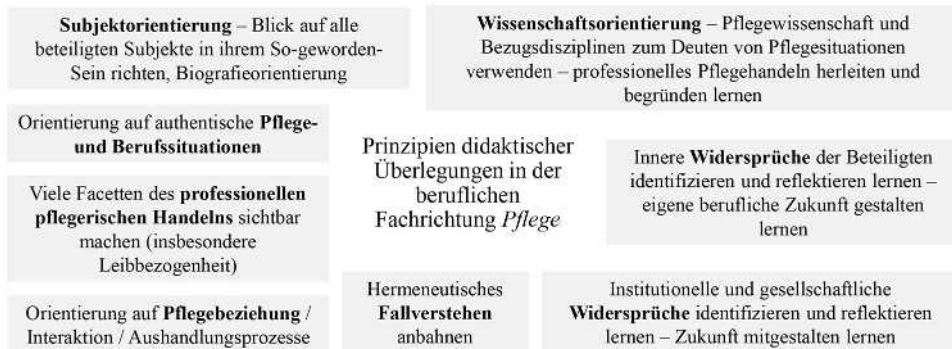 Subjektorientierung – Blick auf alle
beteiligten Subjekte in ihrem So-geworden-
Sein richten, Biografieorientierung
Wissenschaftsorientierung – Pflegewissenschaft und
Bezugsdisziplinen zum Deuten von Pflegesituationen
verwenden – professionelles Pflegehandeln herleiten und
begründen lernen
Orientierung auf authentische Pflege-
und Berufssituationen
Prinzipien didaktischer
Überlegungen in der
beruflichen
Fachrichtung Pflege
Innere Widersprüche der Beteiligten
identifizieren und reflektieren lernen –
eigene berufliche Zukunft gestalten
lernen
Viele Facetten des professionellen
pflegerischen Handelns sichtbar
machen (insbesondere
Leibbezogenheit)
Orientierung auf Pflegebeziehung /
Interaktion / Aushandlungsprozesse
Hermeneutisches
Fallverstehen
anbahnen
Institutionelle und gesellschaftliche
Widersprüche identifizieren und reflektieren
lernen – Zukunft mitgestalten lernen